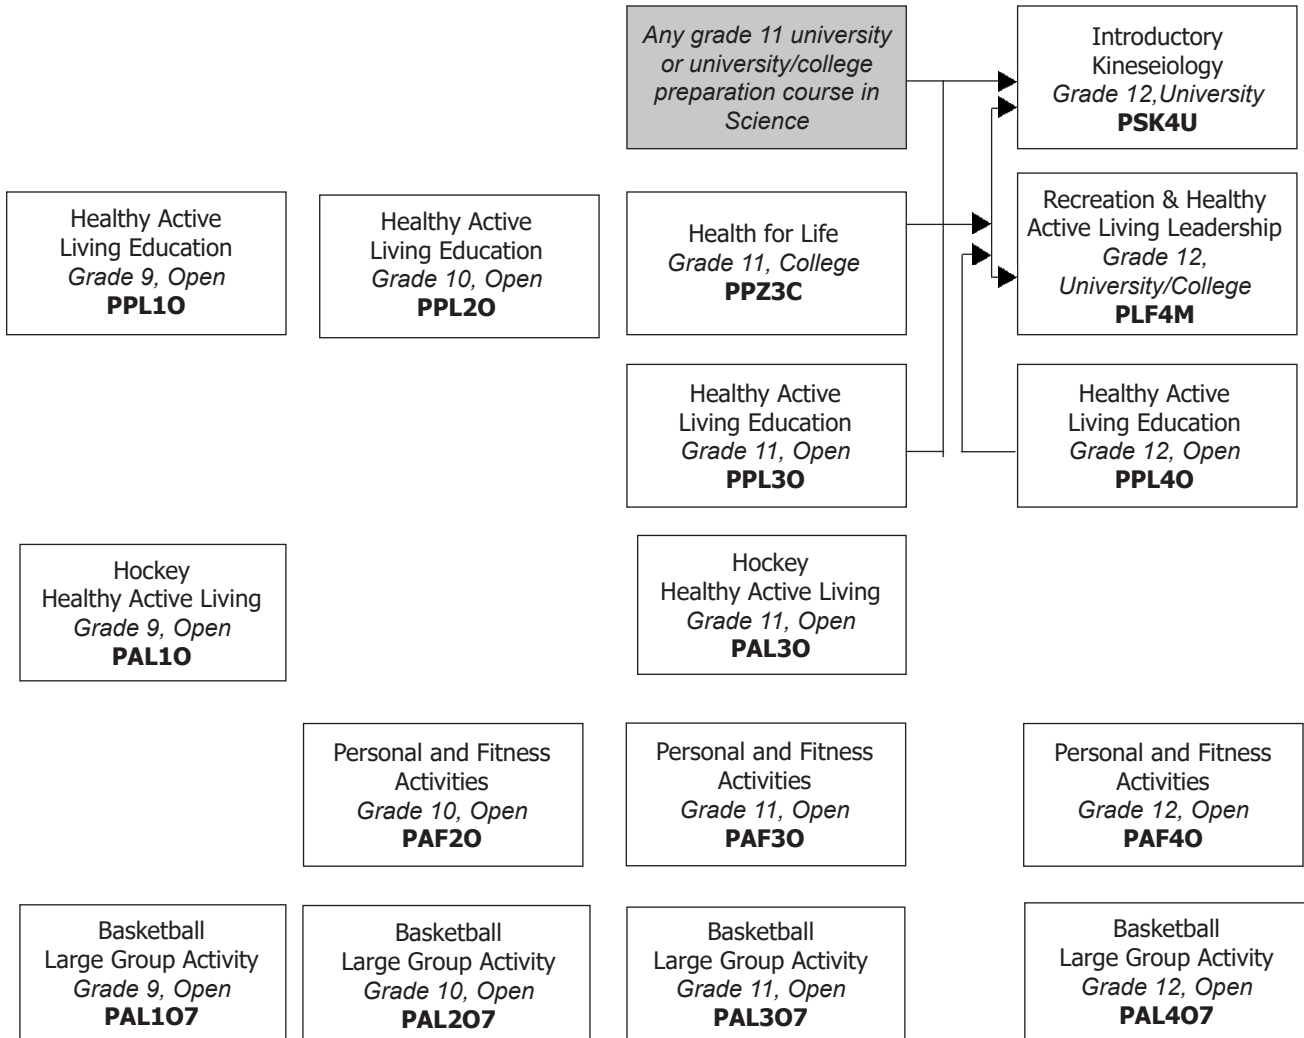 Any grade 11 university
or university/college
preparation course in
Science
Introductory
Kineseiology
Grade 12,University
PSK4U
Healthy Active
Living Education
Grade 9, Open
PPL1O
Healthy Active
Living Education
Grade 10, Open
PPL2O
Health for Life
Grade 11, College
PPZ3C
Recreation & Healthy
Active Living Leadership
Grade 12,
University/College
PLF4M
Healthy Active
Living Education
Grade 11, Open
PPL3O
Healthy Active
Living Education
Grade 12, Open
PPL4O
Hockey
Healthy Active Living
Grade 9, Open
PAL1O
Hockey
Healthy Active Living
Grade 11, Open
PAL3O
Personal and Fitness
Activities
Grade 10, Open
PAF2O
Personal and Fitness
Activities
Grade 11, Open
PAF3O
Personal and Fitness
Activities
Grade 12, Open
PAF4O
Basketball
Large Group Activity
Grade 9, Open
PAL1O7
Basketball
Large Group Activity
Grade 10, Open
PAL2O7
Basketball
Large Group Activity
Grade 11, Open
PAL3O7
Basketball
Large Group Activity
Grade 12, Open
PAL4O7